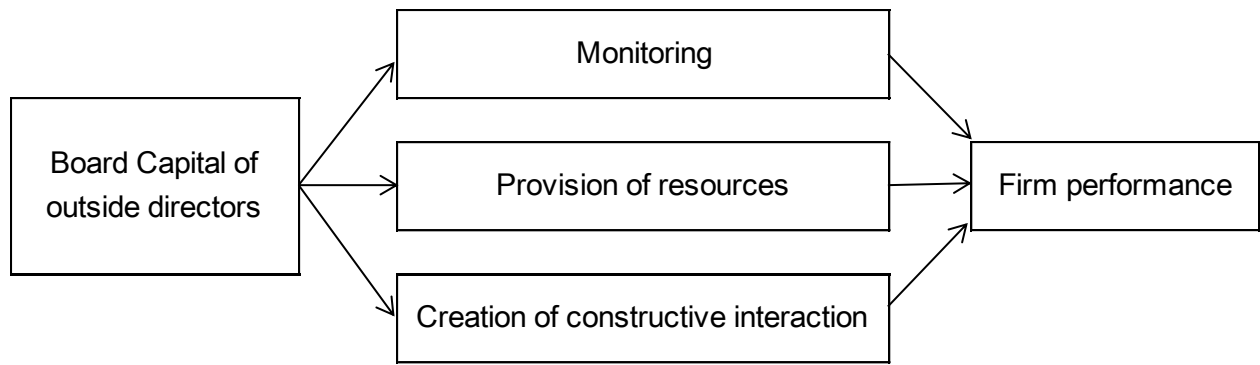 Board Capital of
outside directors
Monitoring
Provision of resources
Creation of constructive interaction
Firm performance